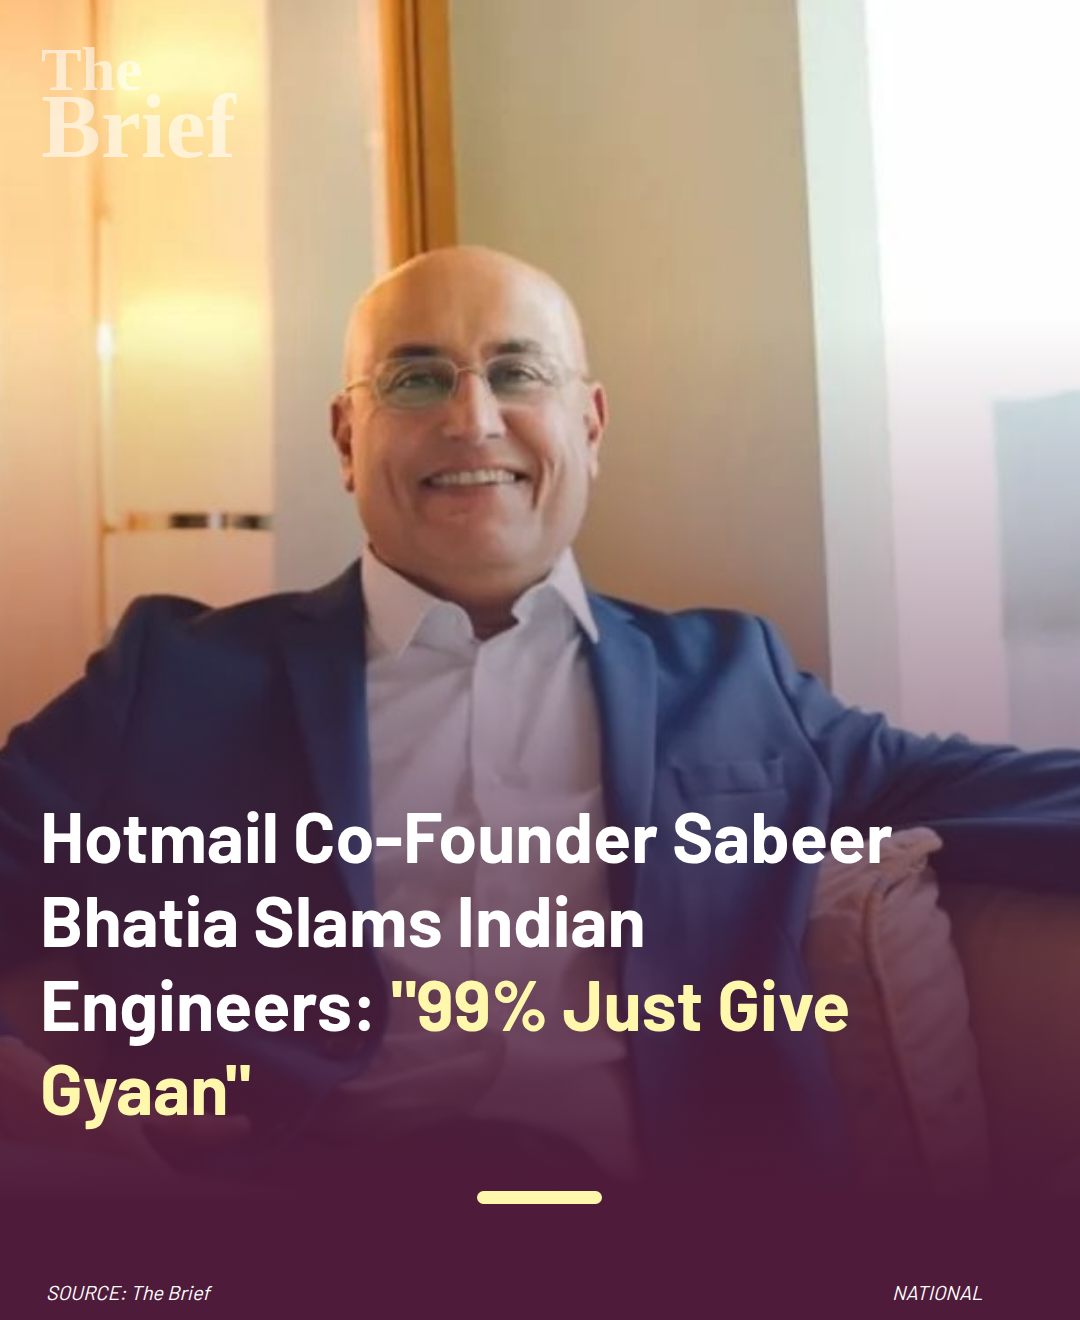 The
Brief
Hotmail Co-Founder Sabeer
Bhatia Slams Indian
Engineers: "99% Just Give
Gyaan"
SOURCE: The Brief
NATIONAL